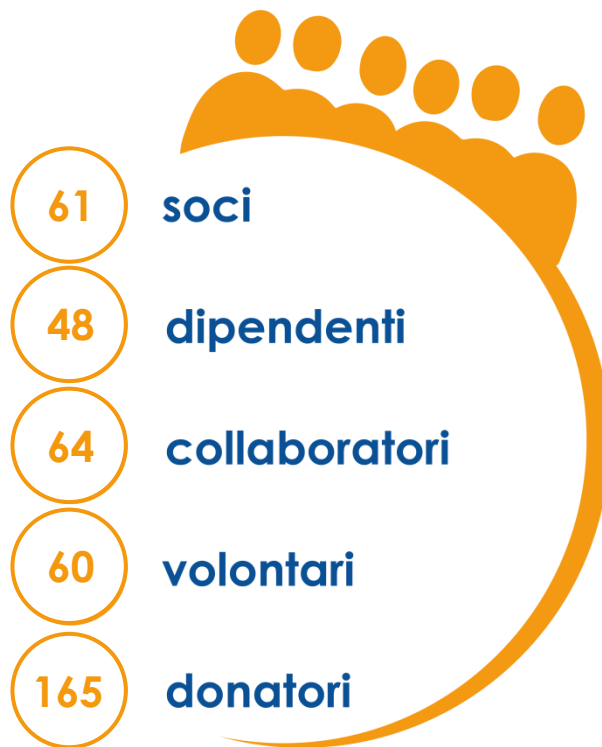 61 soci
48 dipendenti
64 collaboratori
60 volontari
165 donatori